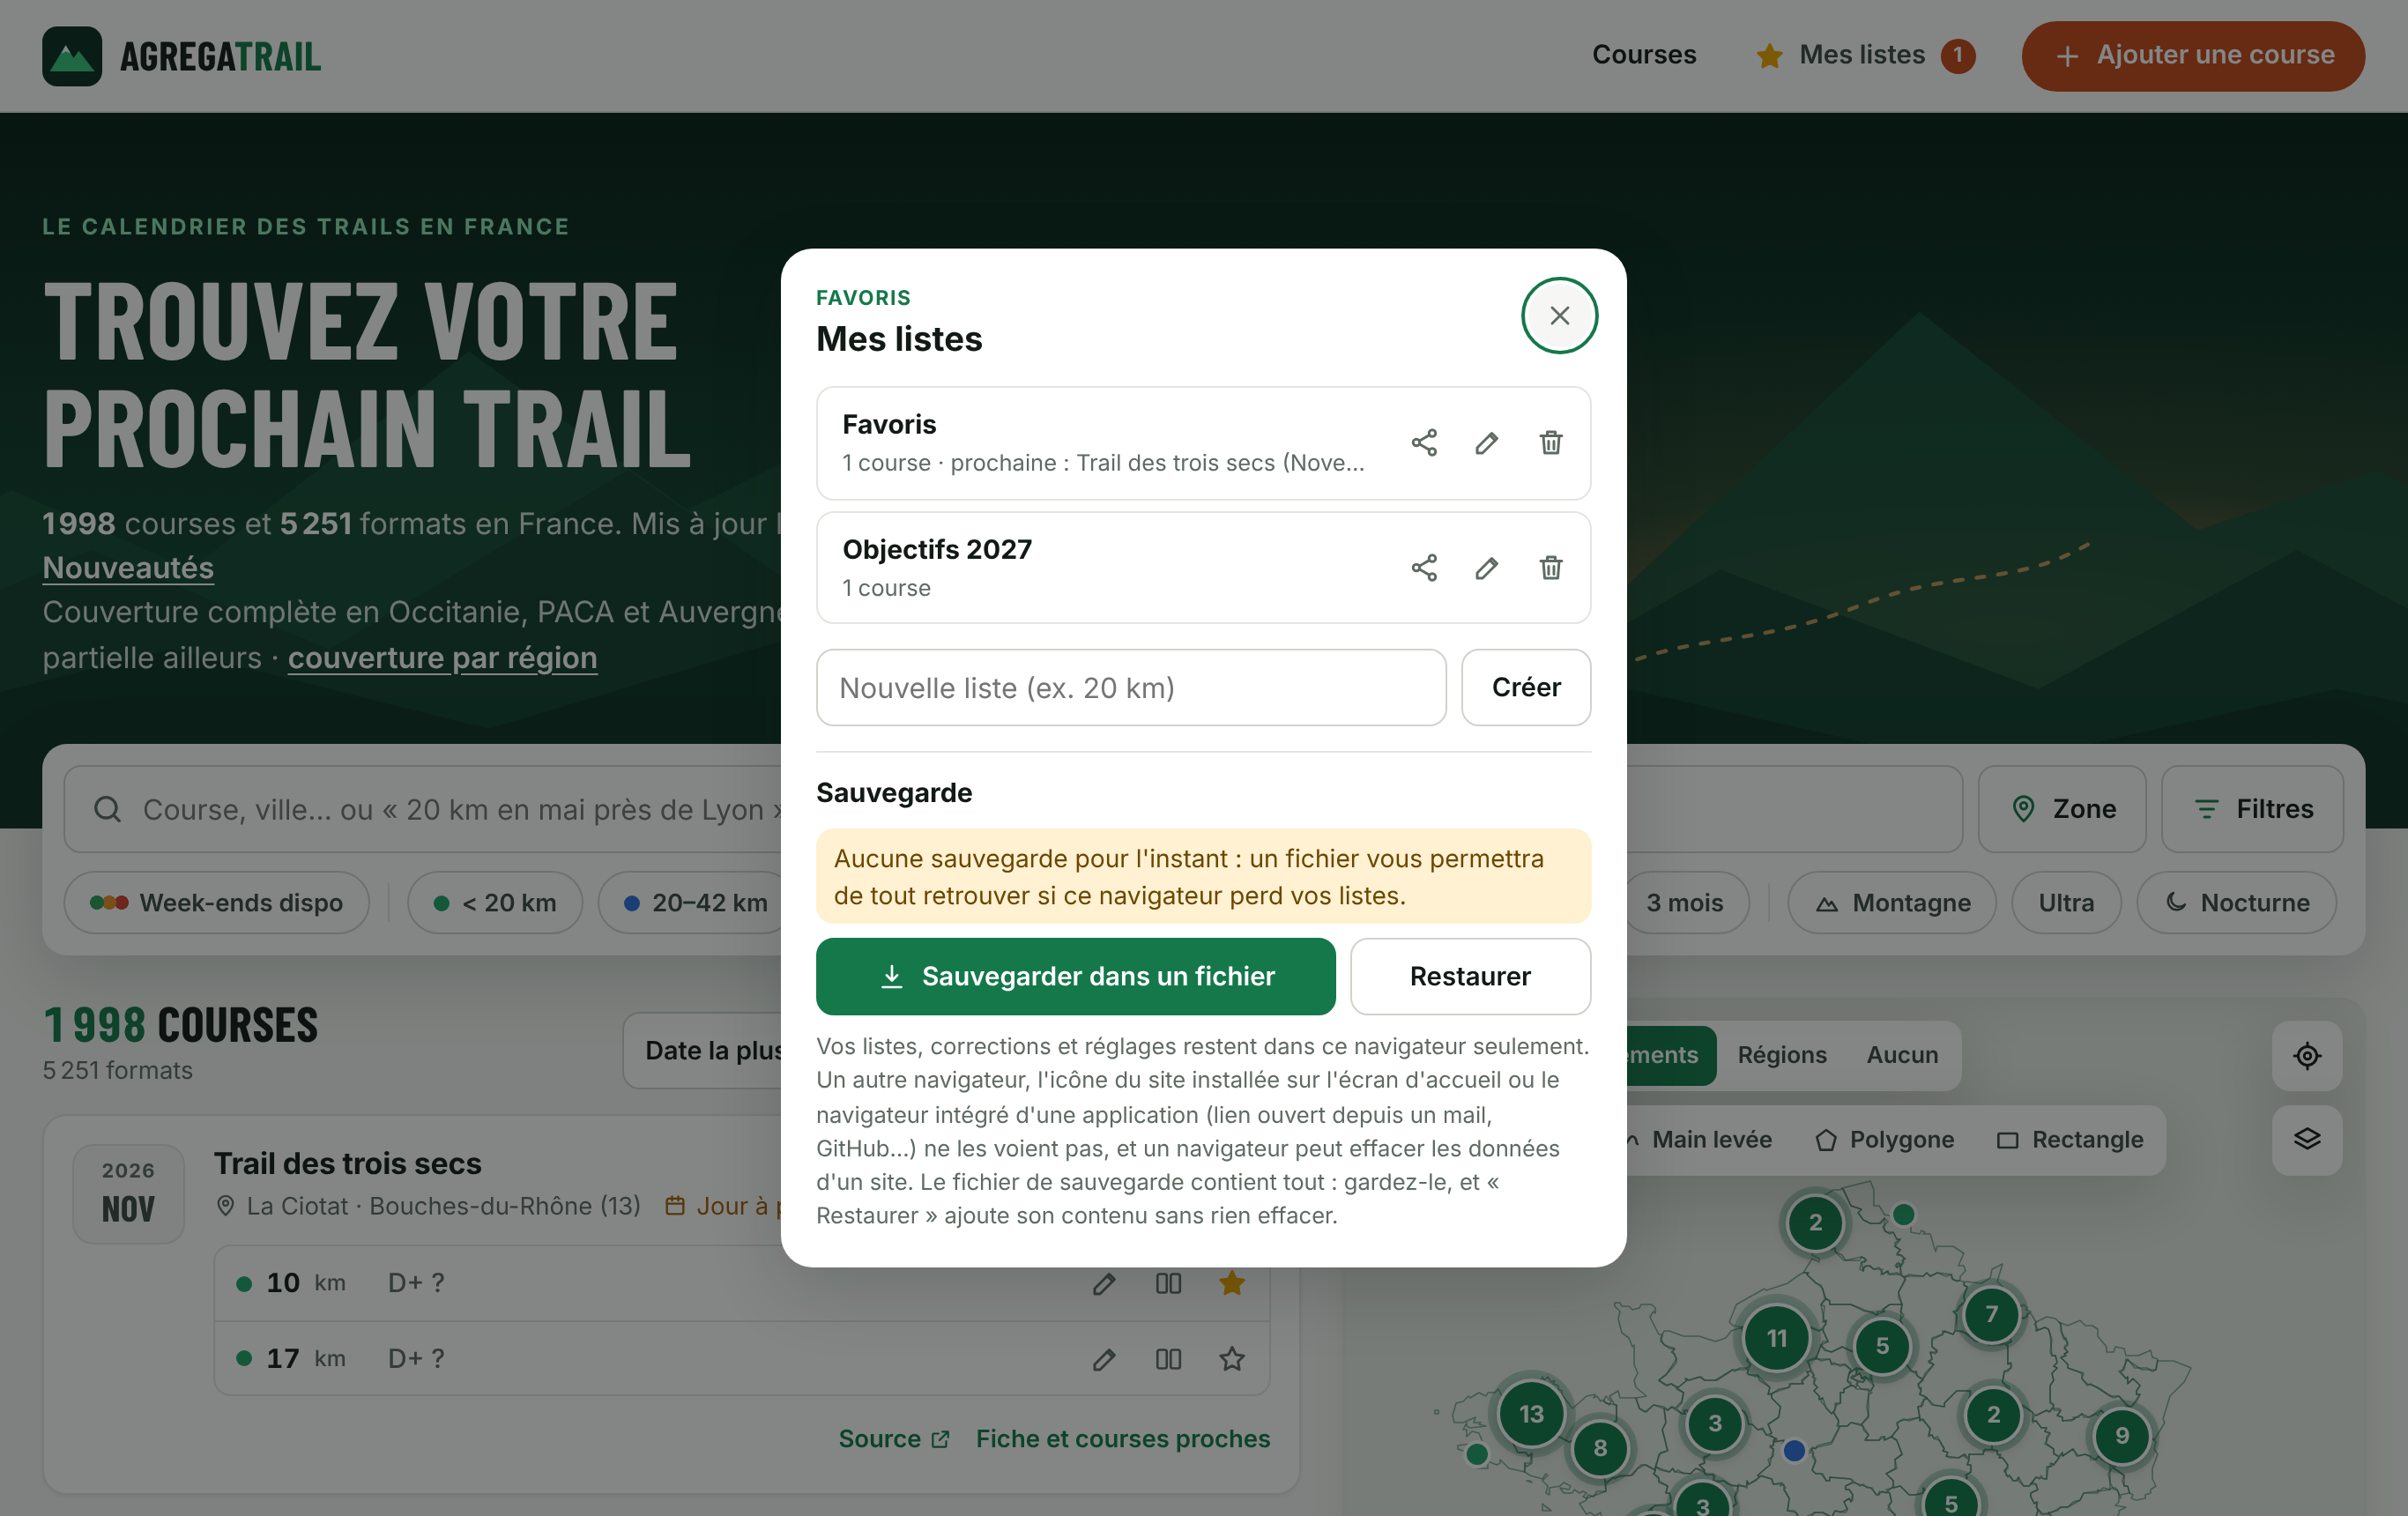 AGREGATRAIL
Courses
Mes listes 1
+ Ajouter une course
LE CALENDRIER DES TRAILS EN FRANCE
TROUVEZ VOTRE
PROCHAIN TRAIL
1 998 courses et 5 251 formats en France. Mis à jour
Nouveautés
Couverture complète en Occitanie, PACA et Auvergne
partielle ailleurs · couverture par région
FAVORIS
Mes listes
Favoris
1 course · prochaine : Trail des trois secs (Nove...
Objectifs 2027
1 course
Nouvelle liste (ex. 20 km)
Créer
Sauvegarde
Aucune sauvegarde pour l'instant : un fichier vous permettra
de tout retrouver si ce navigateur perd vos listes.
Sauvegarder dans un fichier
Restaurer
Vos listes, corrections et réglages restent dans ce navigateur seulement.
Un autre navigateur, l'icône du site installée sur l'écran d'accueil ou le
navigateur intégré d'une application (lien ouvert depuis un mail,
GitHub...) ne les voient pas, et un navigateur peut effacer les données
d'un site. Le fichier de sauvegarde contient tout : gardez-le, et «
Restaurer » ajoute son contenu sans rien effacer.
Course, ville... ou « 20 km en mai près de Lyon »
Zone
Filtres
Week-ends dispo
< 20 km
20–42 km
3 mois
Montagne
Ultra
Nocturne
1 998 COURSES
5 251 formats
Date la plus
2026
NOV
Trail des trois secs
La Ciotat · Bouches-du-Rhône (13)
Jour à
10 km D+ ?
17 km D+ ?
Source
Fiche et courses proches
ements
Régions
Aucun
Main levée
Polygone
Rectangle
2
7
11
5
13
3
2
8
9
3
5